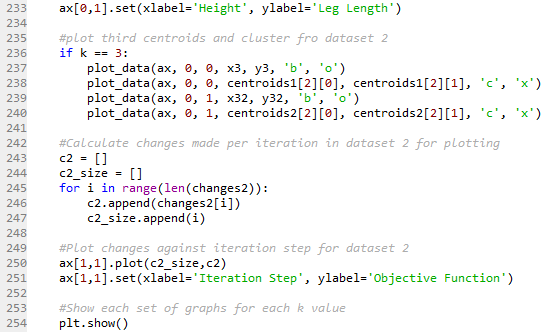 233 ax[0,1].set(xlabel='Height', ylabel='Leg Length')
234
235 #plot third centroids and cluster fro dataset 2
236 if k == 3:
237     plot_data(ax, 0, 0, x3, y3, 'b', 'o')
238     plot_data(ax, 0, 0, centroids1[2][0], centroids1[2][1], 'c', 'x')
239     plot_data(ax, 0, 1, x32, y32, 'b', 'o')
240     plot_data(ax, 0, 1, centroids2[2][0], centroids2[2][1], 'c', 'x')
241
242 #Calculate changes made per iteration in dataset 2 for plotting
243 c2 = []
244 c2_size = []
245 for i in range(len(changes2)):
246     c2.append(changes2[i])
247     c2_size.append(i)
248
249 #Plot changes against iteration step for dataset 2
250 ax[1,1].plot(c2_size,c2)
251 ax[1,1].set(xlabel='Iteration Step', ylabel='Objective Function')
252
253 #Show each set of graphs for each k value
254 plt.show()